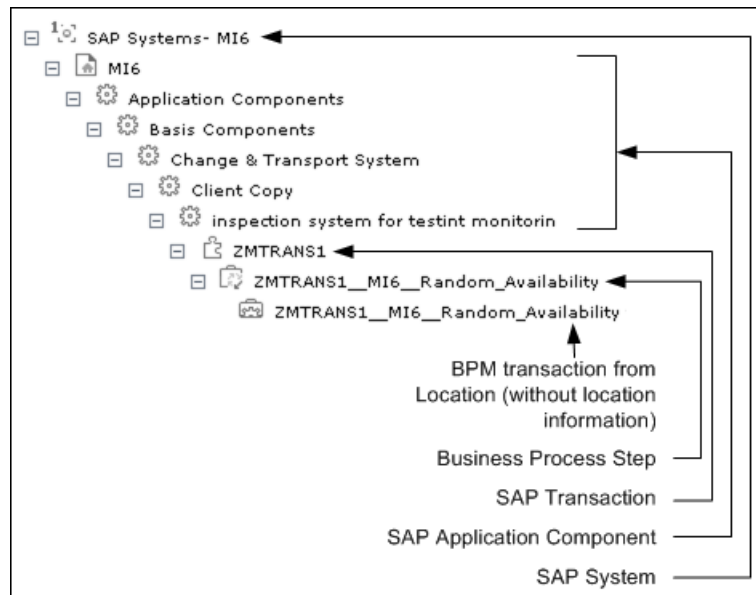 1
SAP Systems- MI6
MI6
Application Components
Basis Components
Change & Transport System
Client Copy
inspection system for testint monitorin
ZMTRANS1
ZMTRANS1__MI6__Random_Availability
ZMTRANS1__MI6__Random_Availability
BPM transaction from
Location (without location
information)
Business Process Step
SAP Transaction
SAP Application Component
SAP System